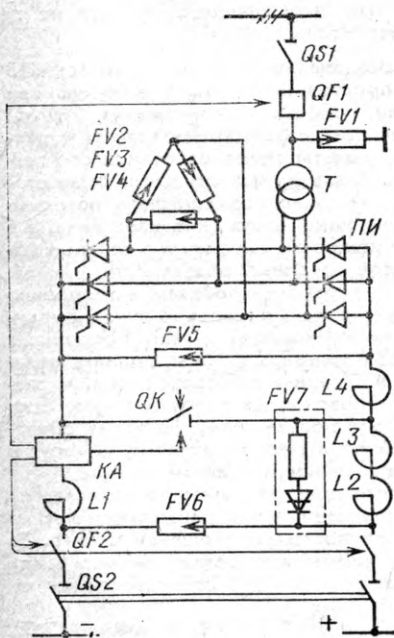 QS1
QF1
FV1
FV2
FV3
FV4
T
ПИ
FV5
L4
QK
FV7
L3
KA
L2
L1
FV6
QF2
QS2
-
+